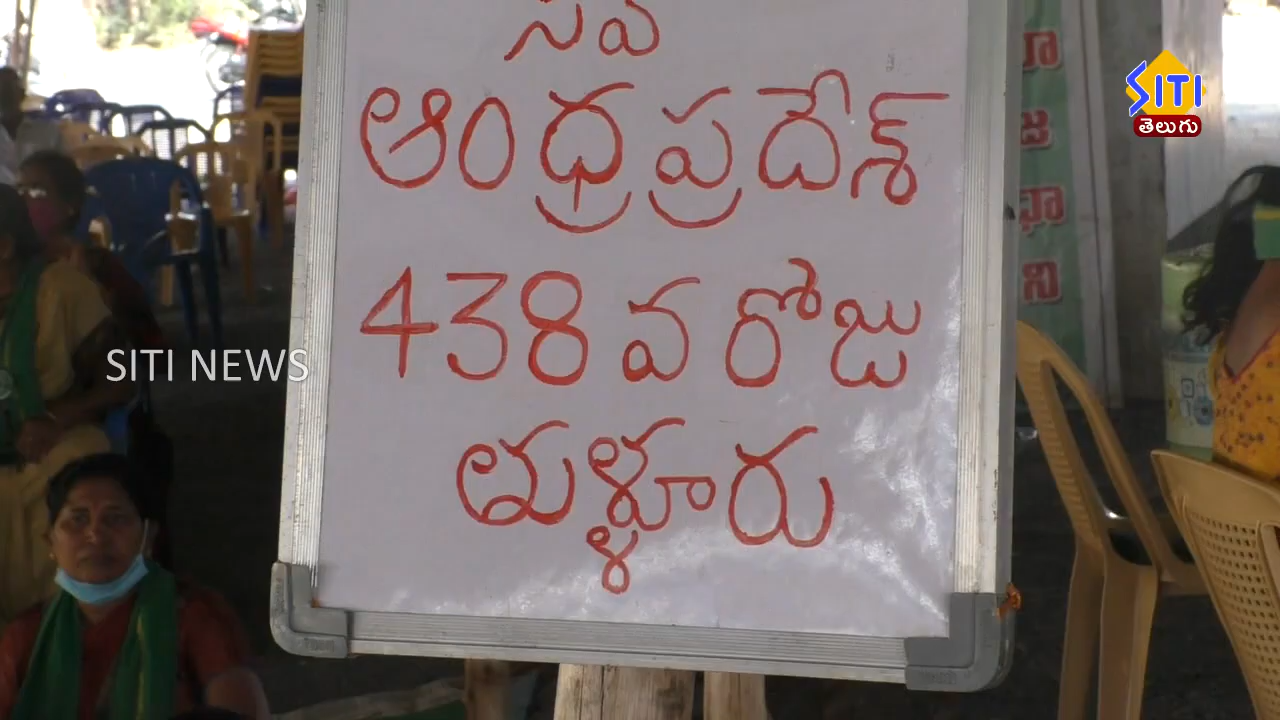 ఆంధ్రప్రదేశ్
438 వ రోజు
తుళ్ళూరు
SITI
తెలుగు
SITI NEWS
జ
ధా
ని